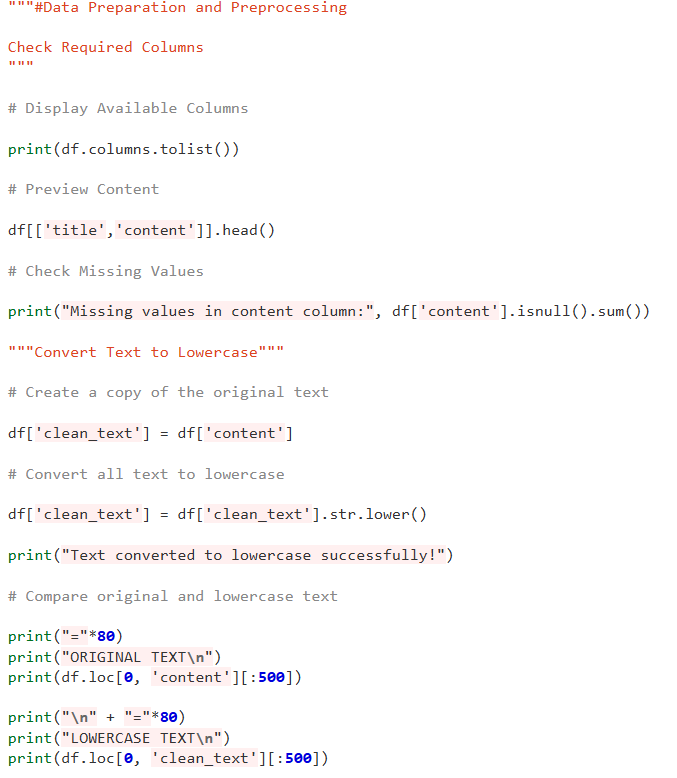 """#Data Preparation and Preprocessing
Check Required Columns
"""
# Display Available Columns
print(df.columns.tolist())
# Preview Content
df[['title','content']].head()
# Check Missing Values
print("Missing values in content column:", df['content'].isnull().sum())
"""Convert Text to Lowercase"""
# Create a copy of the original text
df['clean_text'] = df['content']
# Convert all text to lowercase
df['clean_text'] = df['clean_text'].str.lower()
print("Text converted to lowercase successfully!")
# Compare original and lowercase text
print("="*80)
print("ORIGINAL TEXT\n")
print(df.loc[0, 'content'][:500])
print("\n" + "="*80)
print("LOWERCASE TEXT\n")
print(df.loc[0, 'clean_text'][:500])